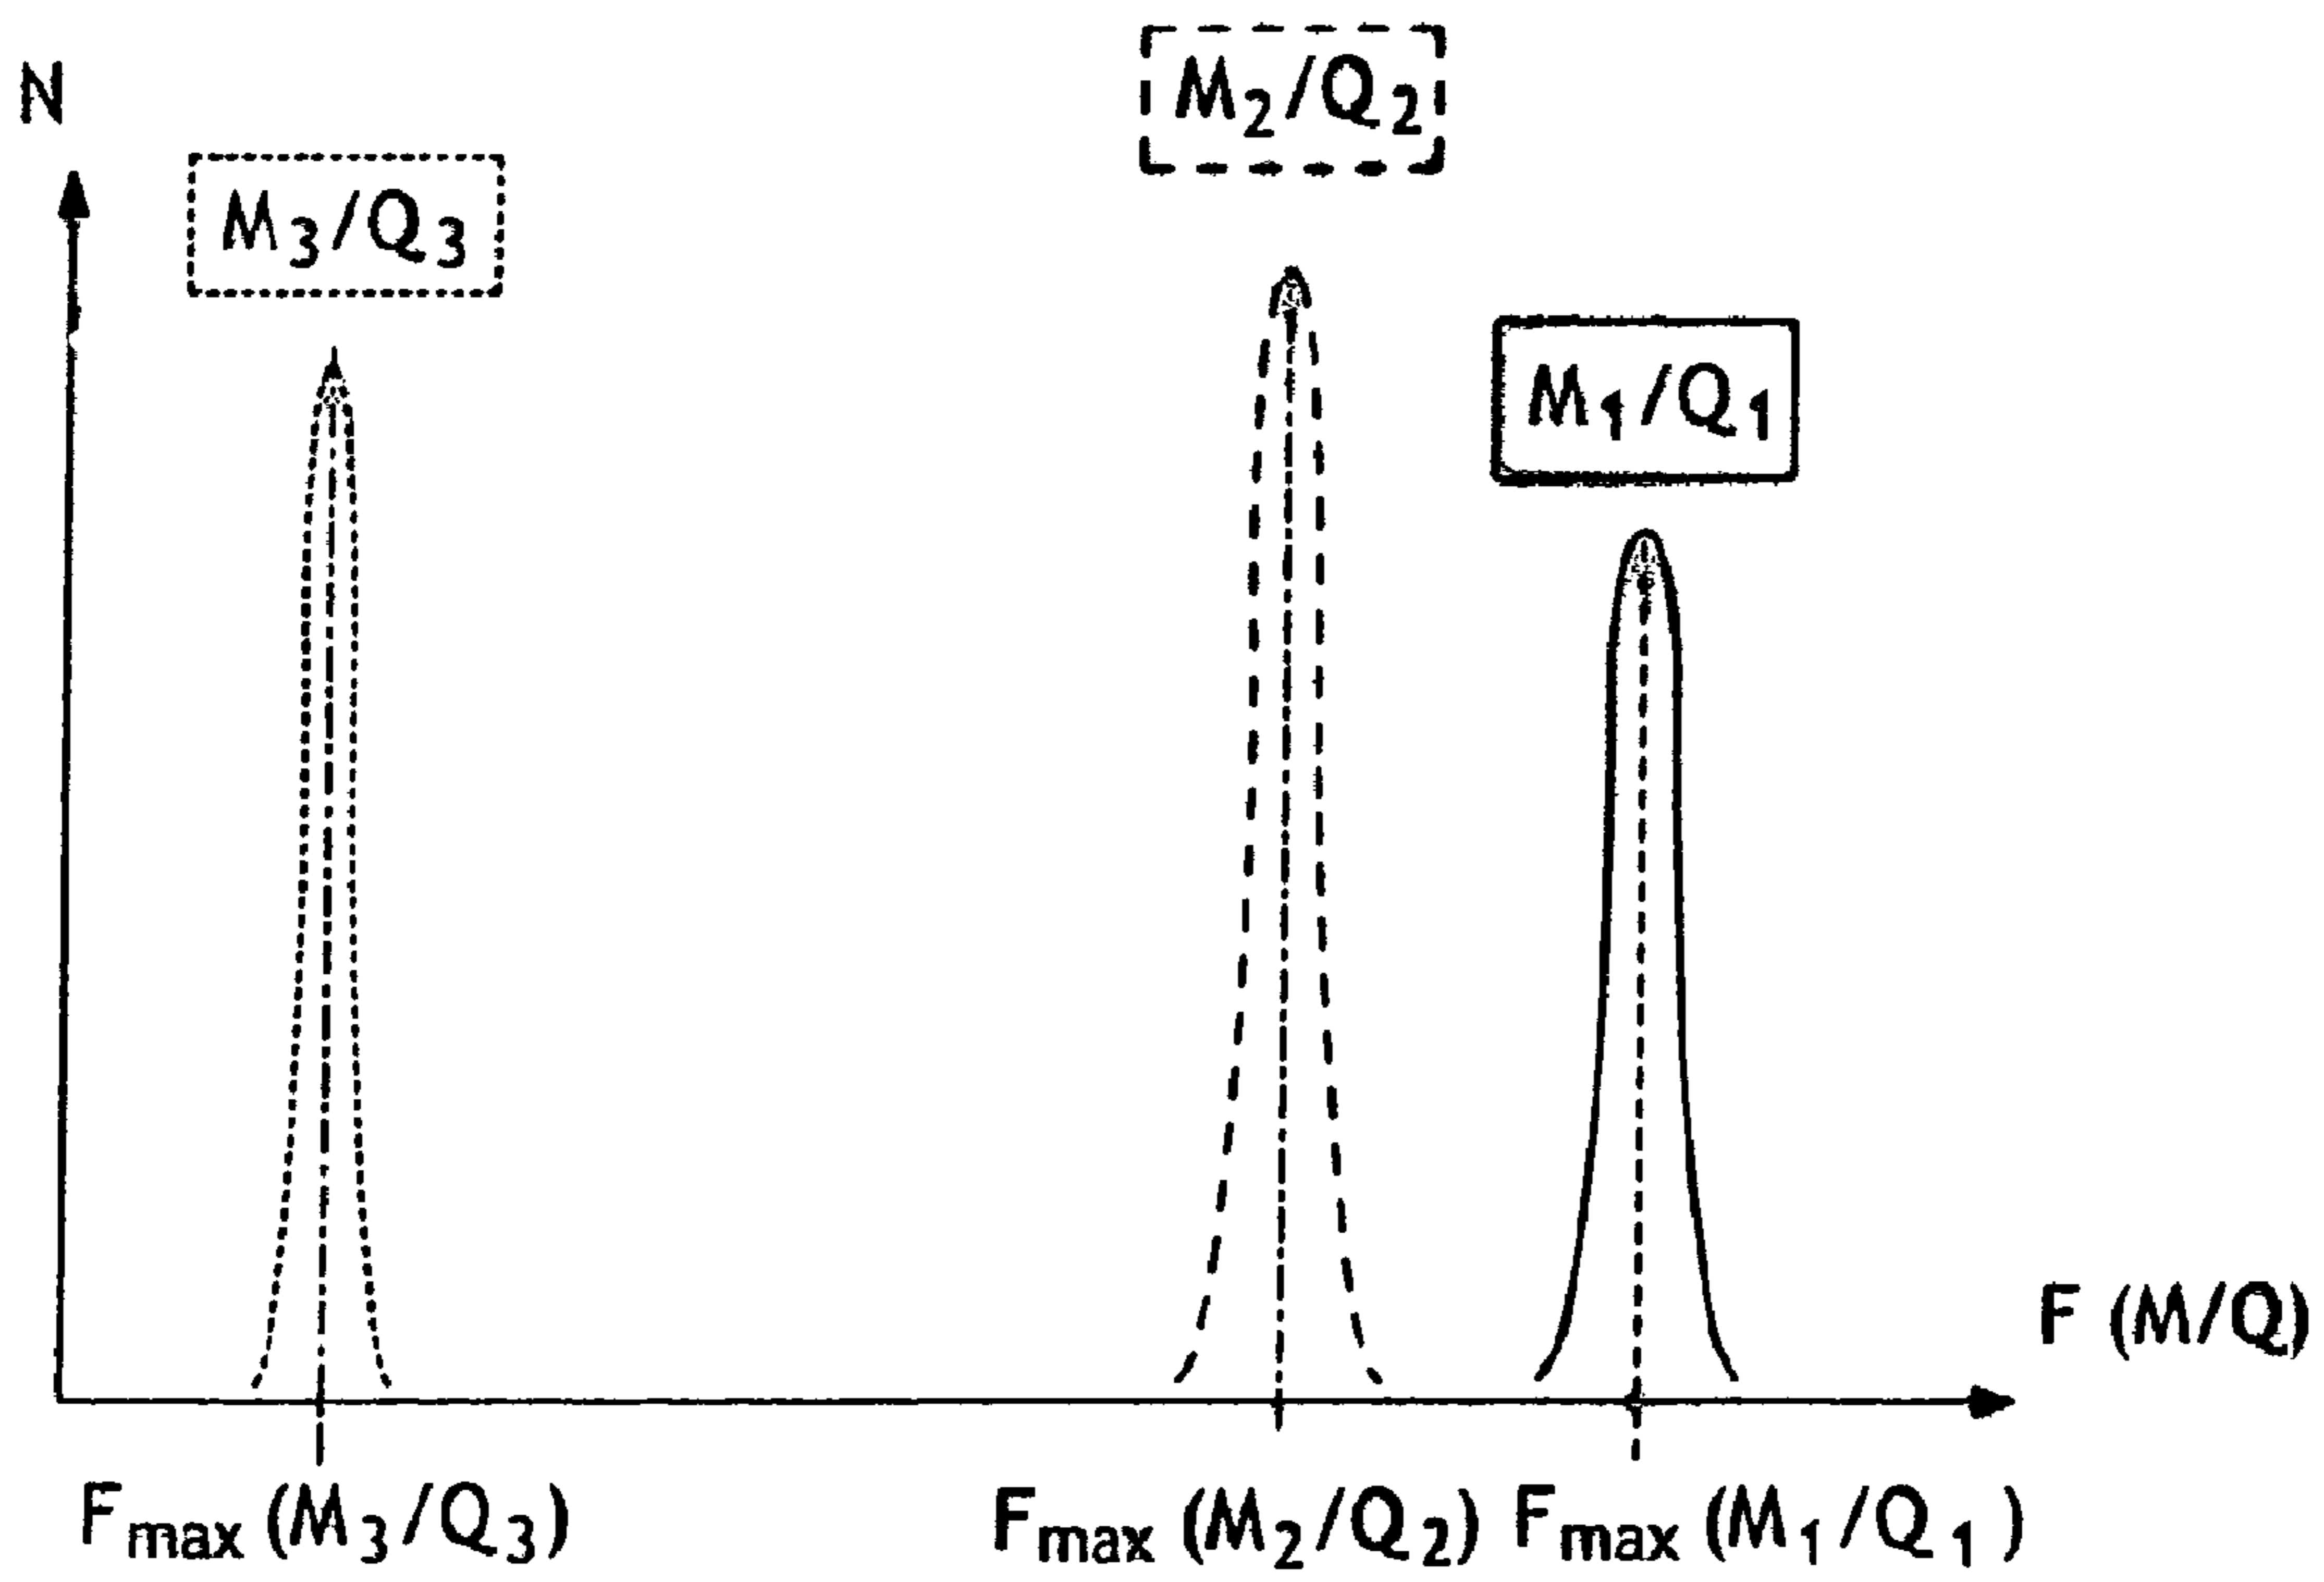 N
M2/Q2
M3/Q3
M1/Q1
F (M/Q)
Fmax (M3/Q3)
Fmax (M2/Q2)
Fmax (M1/Q1)